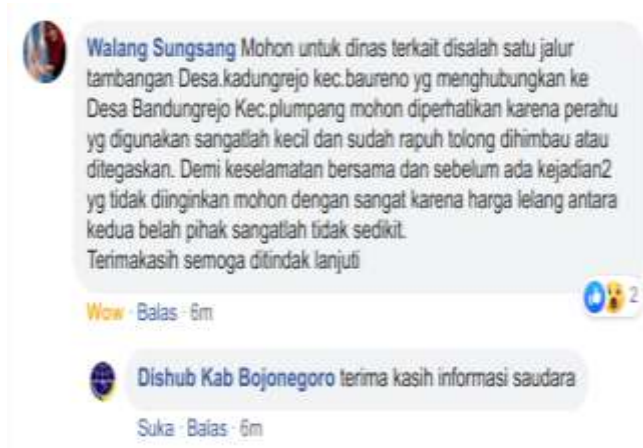 Walang Sungsang Mohon untuk dinas terkait disalah satu jalur
tambangan Desa.kadungrejo kec.baureno yg menghubungkan ke
Desa Bandungrejo Kec.plumpang mohon diperhatikan karena perahu
yg digunakan sangatlah kecil dan sudah rapuh tolong dihimbau atau
ditegaskan. Demi keselamatan bersama dan sebelum ada kejadian2
yg tidak diinginkan mohon dengan sangat karena harga lelang antara
kedua belah pihak sangatlah tidak sedikit.
Terimakasih semoga ditindak lanjuti
2
Wow · Balas · 6m
Dishub Kab Bojonegoro terima kasih informasi saudara
Suka · Balas · 6m